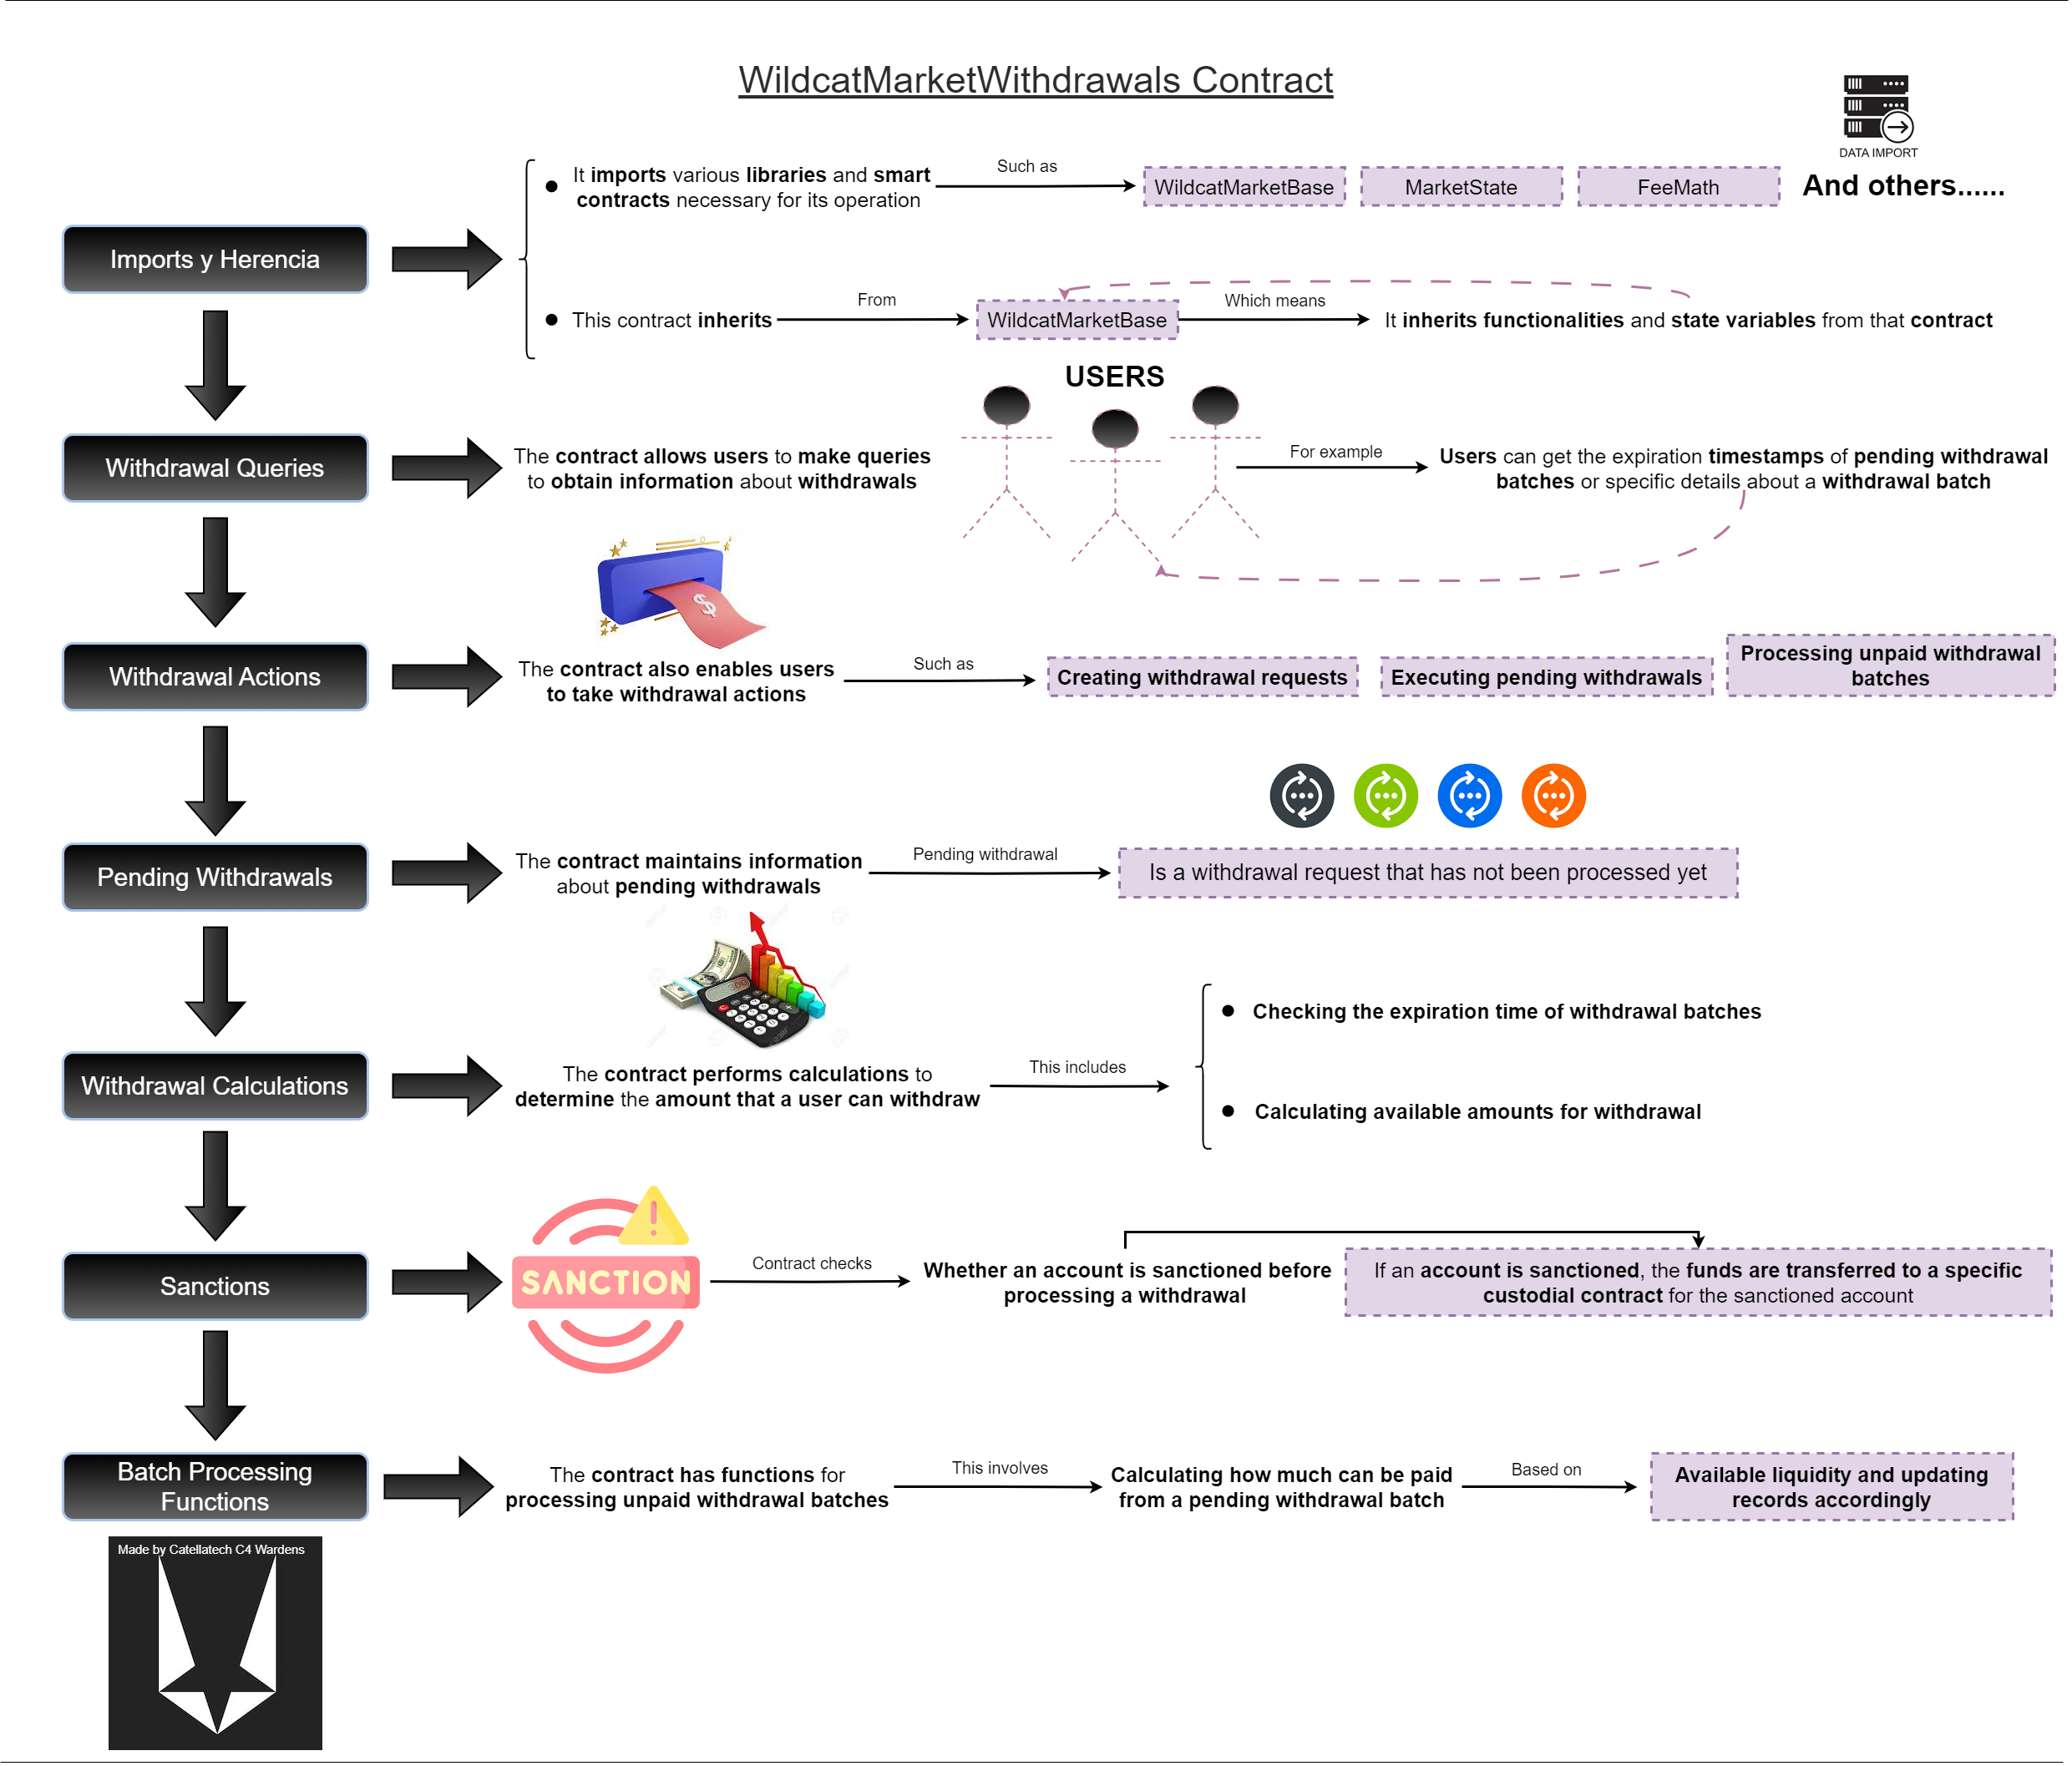 WildcatMarketWithdrawals Contract
DATA IMPORT
It imports various libraries and smart
contracts necessary for its operation
Such as
WildcatMarketBase
MarketState
FeeMath
And others......
Imports y Herencia
This contract inherits
From
WildcatMarketBase
Which means
It inherits functionalities and state variables from that contract
USERS
Withdrawal Queries
The contract allows users to make queries
to obtain information about withdrawals
For example
Users can get the expiration timestamps of pending withdrawal
batches or specific details about a withdrawal batch
$
Withdrawal Actions
The contract also enables users
to take withdrawal actions
Such as
Creating withdrawal requests
Executing pending withdrawals
Processing unpaid withdrawal
batches
Pending Withdrawals
The contract maintains information
about pending withdrawals
Pending withdrawal
Is a withdrawal request that has not been processed yet
Withdrawal Calculations
The contract performs calculations to
determine the amount that a user can withdraw
This includes
Checking the expiration time of withdrawal batches
Calculating available amounts for withdrawal
Sanctions
SANCTION
Contract checks
Whether an account is sanctioned before
processing a withdrawal
If an account is sanctioned, the funds are transferred to a specific
custodial contract for the sanctioned account
Batch Processing
Functions
The contract has functions for
processing unpaid withdrawal batches
This involves
Calculating how much can be paid
from a pending withdrawal batch
Based on
Available liquidity and updating
records accordingly
Made by Catellatech C4 Wardens